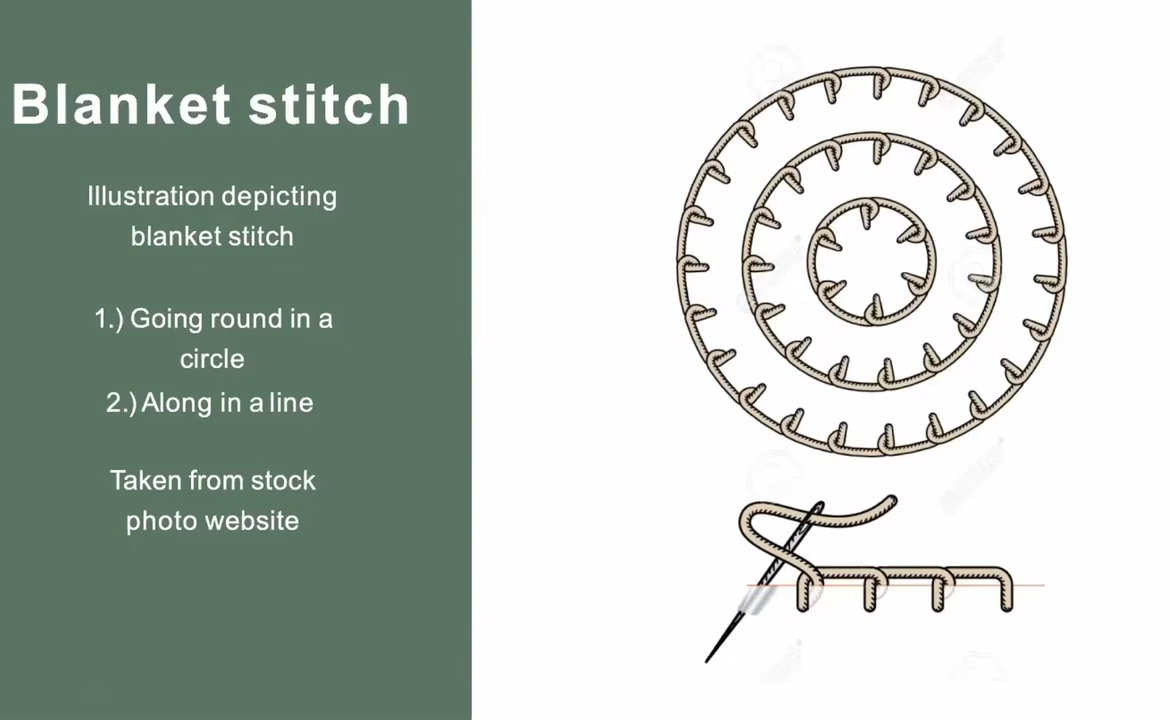 Blanket stitch
Illustration depicting
blanket stitch
1.) Going round in a
circle
2.) Along in a line
Taken from stock
photo website